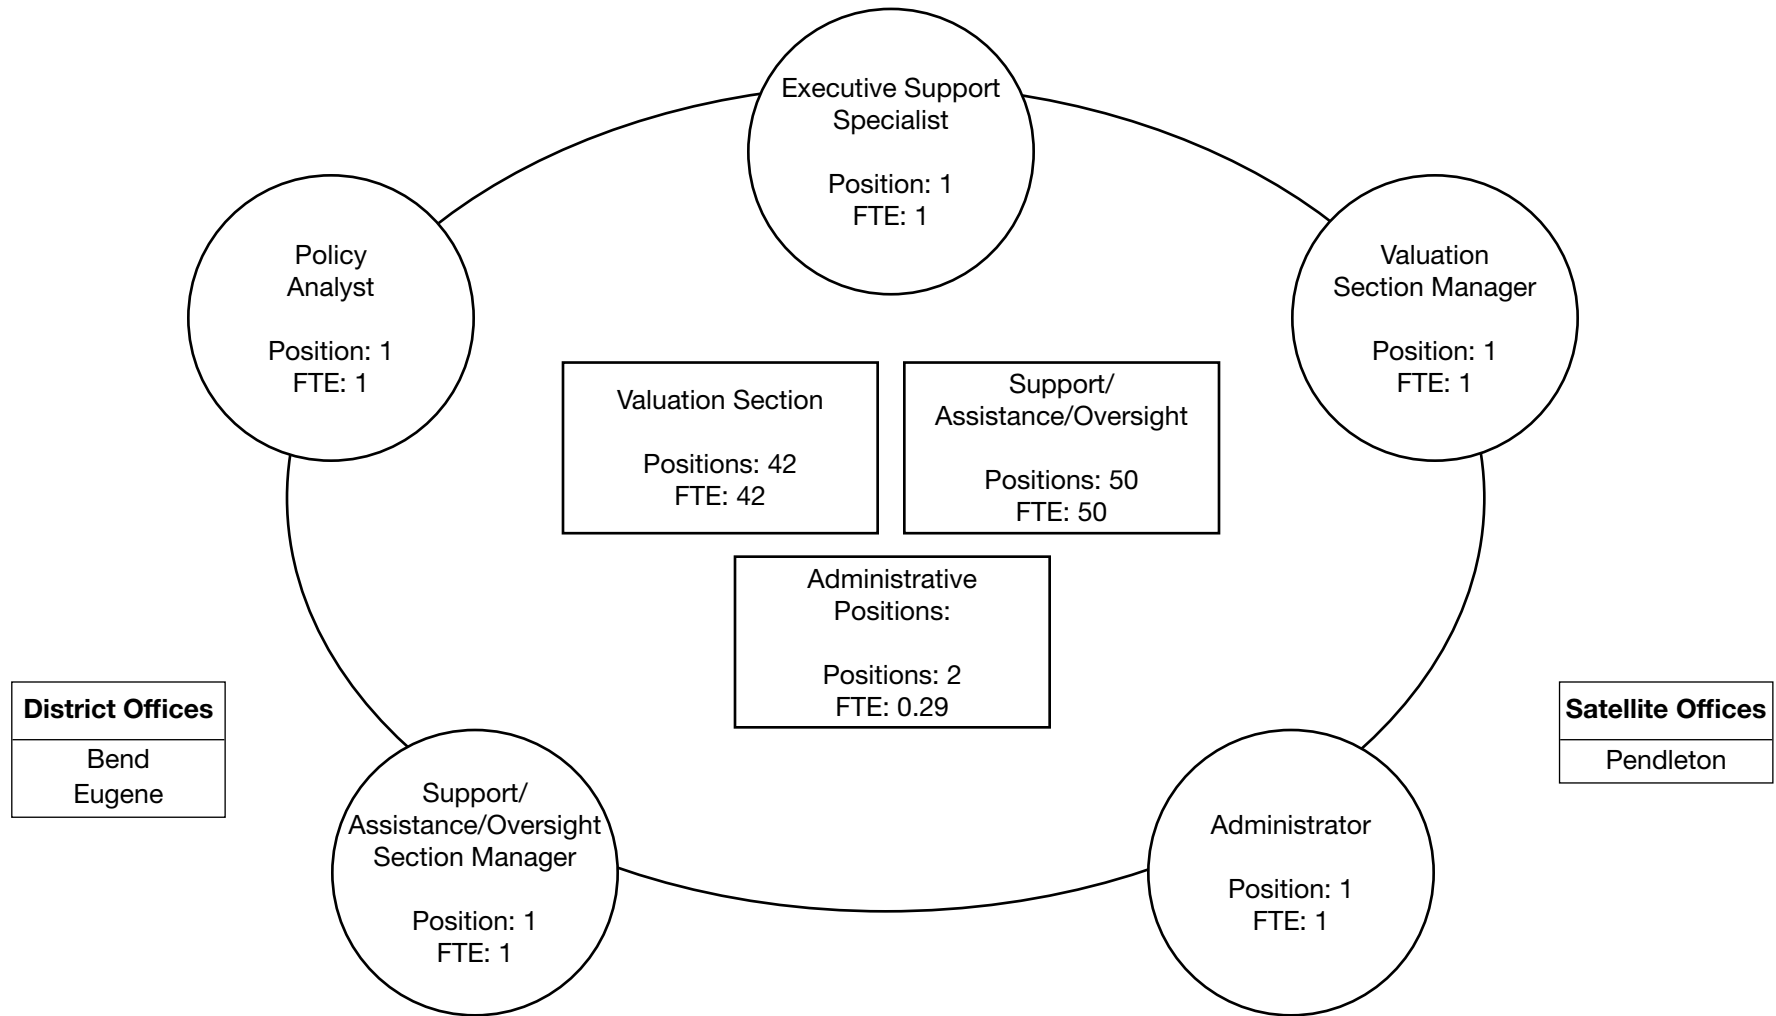 Executive Support
Specialist
Position: 1
FTE: 1
Policy
Analyst
Position: 1
FTE: 1
Valuation
Section Manager
Position: 1
FTE: 1
Valuation Section
Positions: 42
FTE: 42
Support/
Assistance/Oversight
Positions: 50
FTE: 50
Administrative
Positions:
Positions: 2
FTE: 0.29
District Offices
Bend
Eugene
Satellite Offices
Pendleton
Support/
Assistance/Oversight
Section Manager
Position: 1
FTE: 1
Administrator
Position: 1
FTE: 1